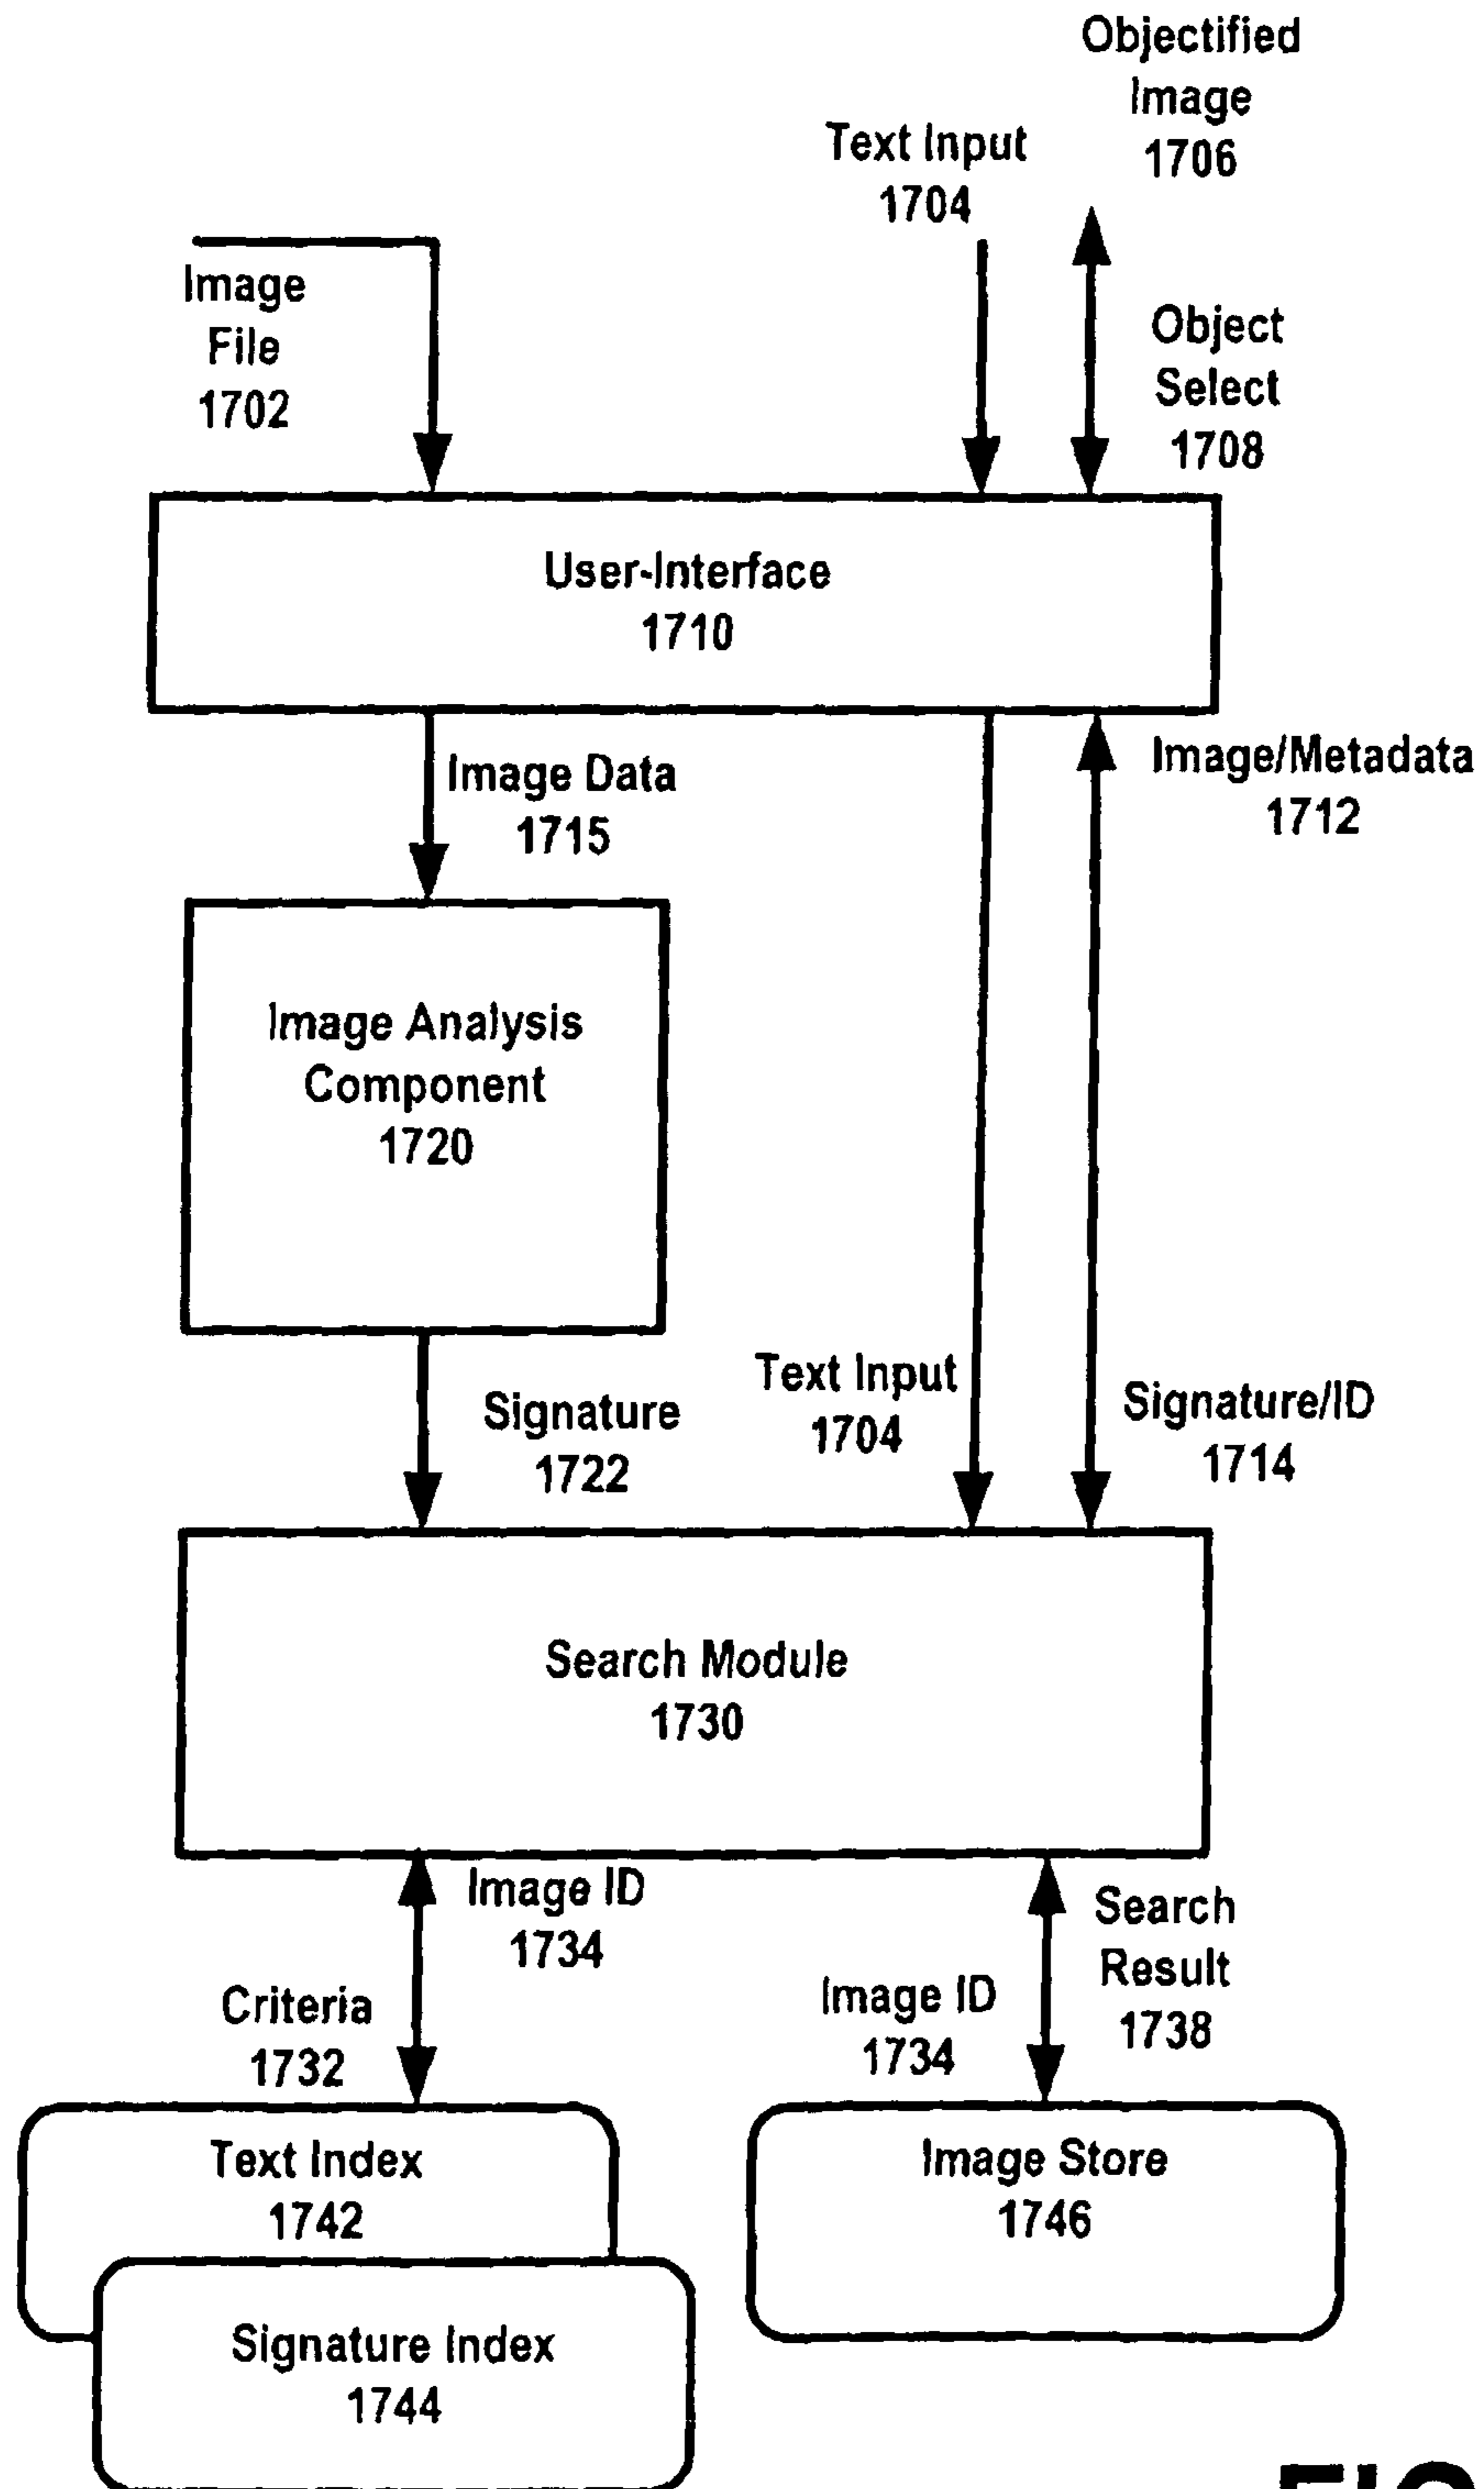 Objectified
Image
1706
Text Input
1704
Image
File
1702
Object
Select
1708
User-Interface
1710
Image Data
1715
Image/Metadata
1712
Image Analysis
Component
1720
Signature
1722
Text Input
1704
Signature/ID
1714
Search Module
1730
Image ID
1734
Criteria
1732
Image ID
1734
Search
Result
1738
Text Index
1742
Signature Index
1744
Image Store
1746